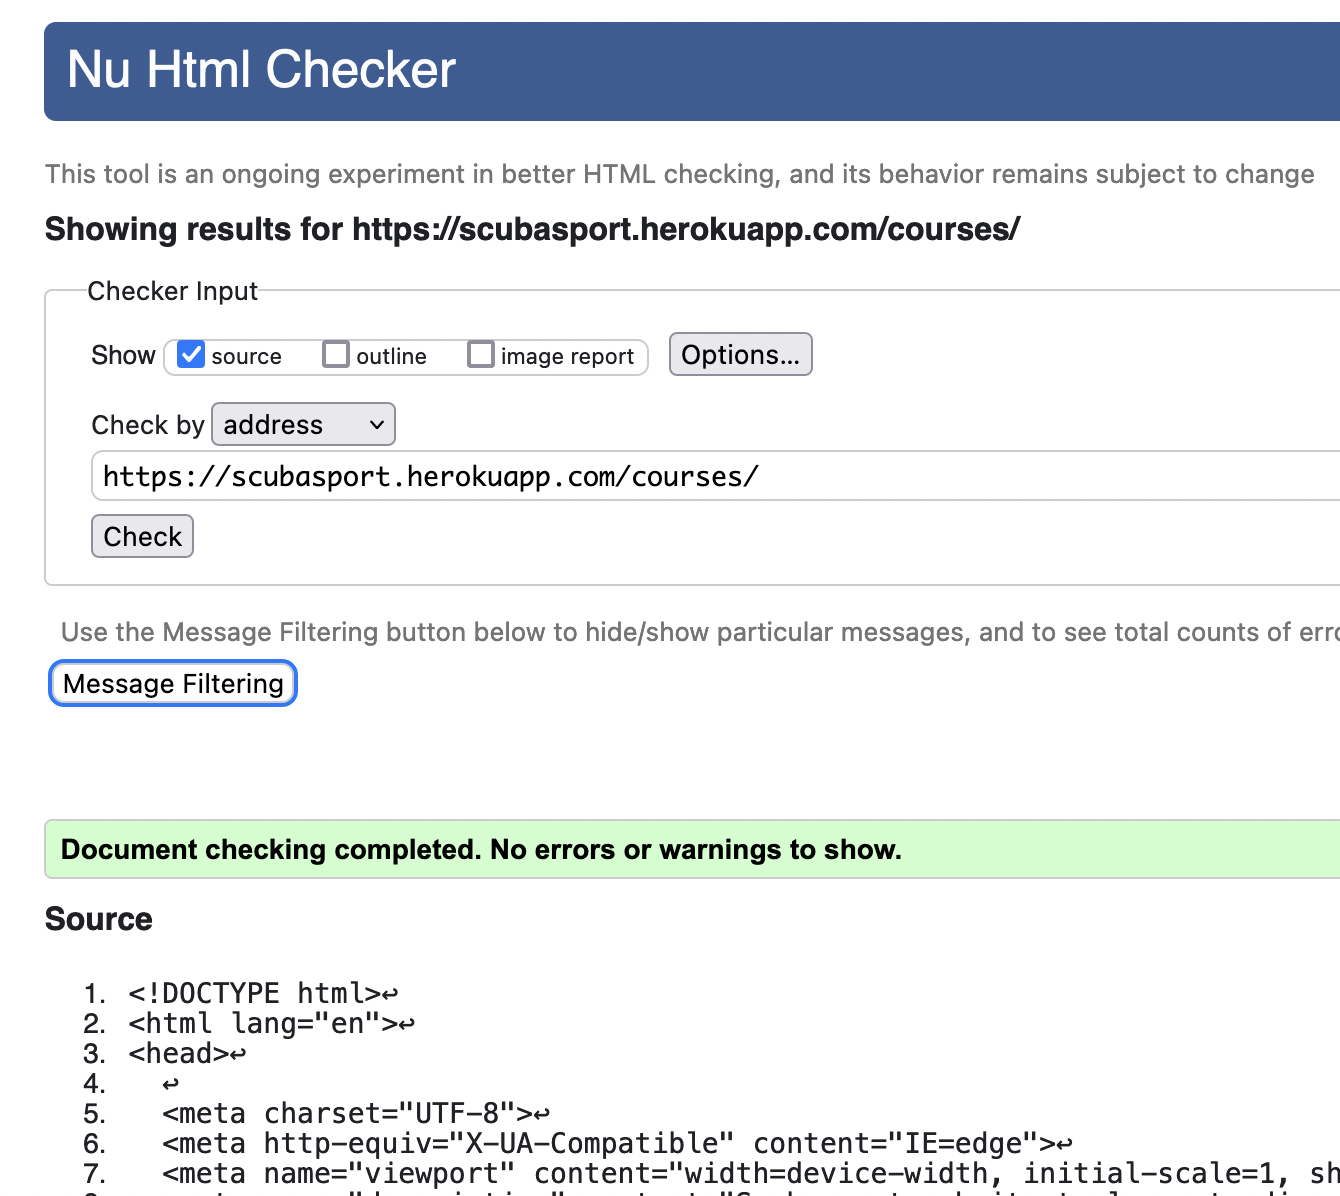 Nu Html Checker
This tool is an ongoing experiment in better HTML checking, and its behavior remains subject to change
Showing results for https://scubasport.herokuapp.com/courses/
Checker Input
Show source outline image report Options...
Check by address
https://scubasport.herokuapp.com/courses/
Check
Use the Message Filtering button below to hide/show particular messages, and to see total counts of
Message Filtering
Document checking completed. No errors or warnings to show.
Source
1. <!DOCTYPE html>↩
2. <html lang="en">↩
3. <head>↩
4. ↩
5. <meta charset="UTF-8">↩
6. <meta http-equiv="X-UA-Compatible" content="IE=edge">↩
7. <meta name="viewport" content="width=device-width, initial-scale=1,